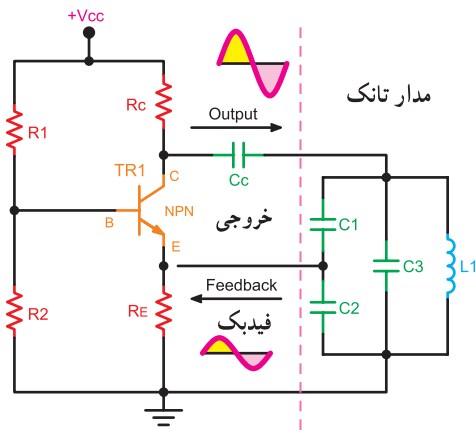 +Vcc
Rc
مدار تانک
Output
R1
TR1
C
Cc
B
NPN
خروجی
C1
E
C3
L1
Feedback
R2
RE
فیدبک
C2